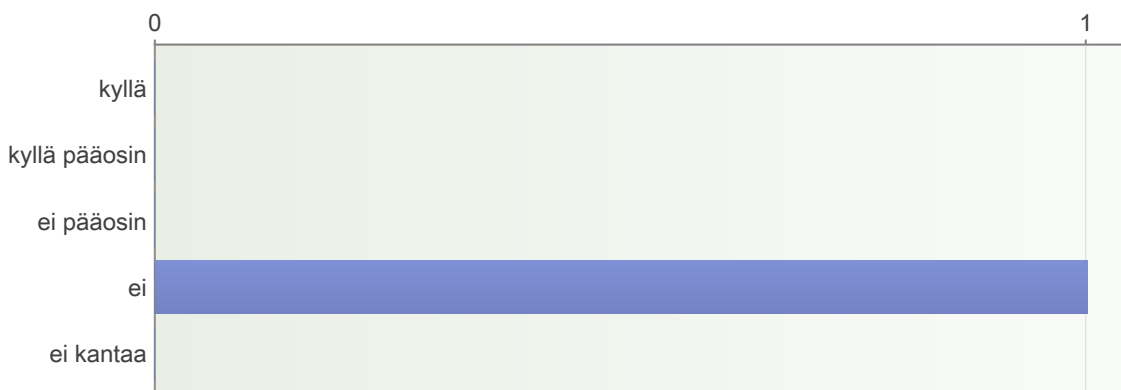 0 1
kyllä
kyllä pääosin
ei pääosin
ei
ei kantaa